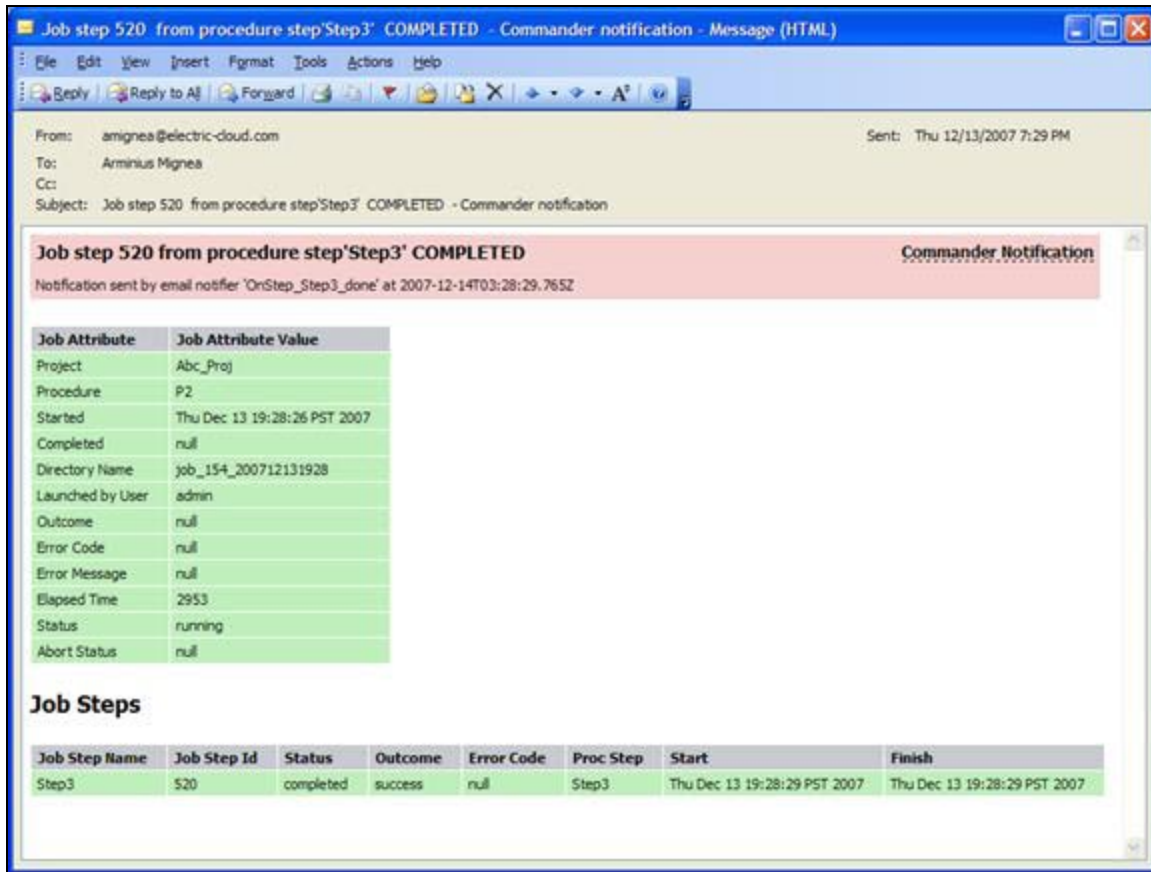 Job step 520 from procedure step'Step3' COMPLETED - Commander notification - Message (HTML)
File Edit View Insert Format Tools Actions Help
Reply Reply to All Forward
From: amignea@electric-cloud.com Sent: Thu 12/13/2007 7:29 PM
To: Arminius Mignea
Cc:
Subject: Job step 520 from procedure step'Step3' COMPLETED - Commander notification
Job step 520 from procedure step'Step3' COMPLETED Commander Notification
Notification sent by email notifier 'OnStep_Step3_done' at 2007-12-14T03:28:29.765Z
Job Attribute Job Attribute Value
Project Abc_Proj
Procedure P2
Started Thu Dec 13 19:28:26 PST 2007
Completed null
Directory Name job_154_200712131928
Launched by User admin
Outcome null
Error Code null
Error Message null
Elapsed Time 2953
Status running
Abort Status null
Job Steps
Job Step Name Job Step Id Status Outcome Error Code Proc Step Start Finish
Step3 520 completed success null Step3 Thu Dec 13 19:28:29 PST 2007 Thu Dec 13 19:28:29 PST 2007